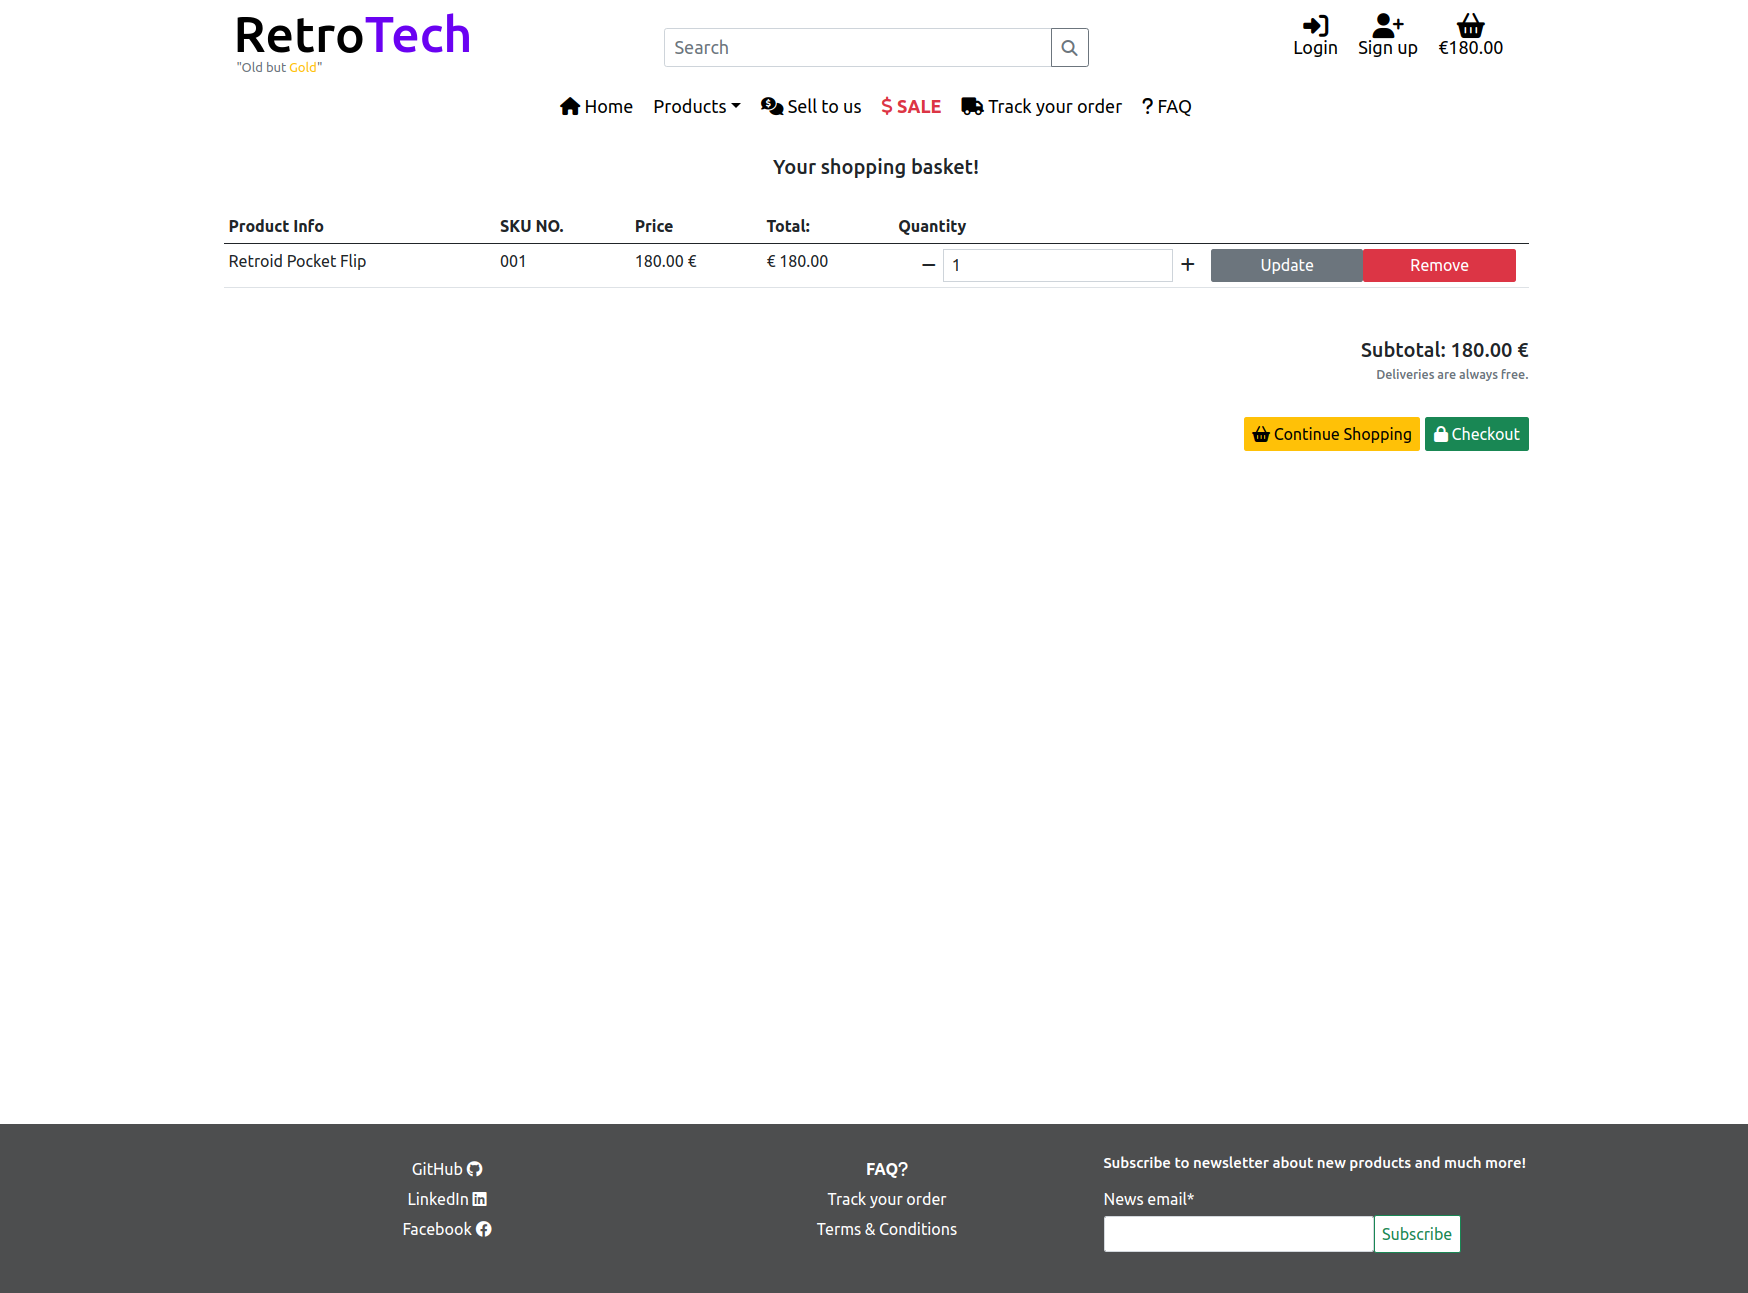 RetroTech
"Old but Gold"
Search
Login Sign up €180.00
Home Products Sell to us $ SALE Track your order ? FAQ
Your shopping basket!
Product Info SKU NO. Price Total: Quantity
Retroid Pocket Flip 001 180.00 € € 180.00 − 1 + Update Remove
Subtotal: 180.00 €
Deliveries are always free.
Continue Shopping Checkout
GitHub
LinkedIn
Facebook
FAQ?
Track your order
Terms & Conditions
Subscribe to newsletter about new products and much more!
News email*
Subscribe